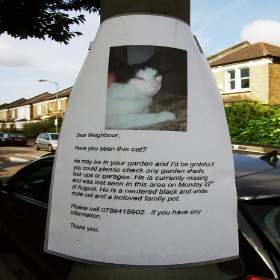 Dear Neighbour,
Have you seen this cat?
He may be in your garden and I'd be grateful if
you could please check any garden sheds,
lock ups or garages. He is currently missing
and was last seen in this area on Monday 22nd
of August. He is a neutered black and white
male cat and a beloved family pet.
Please call 0789415902 if you have any
information.
Thank you.